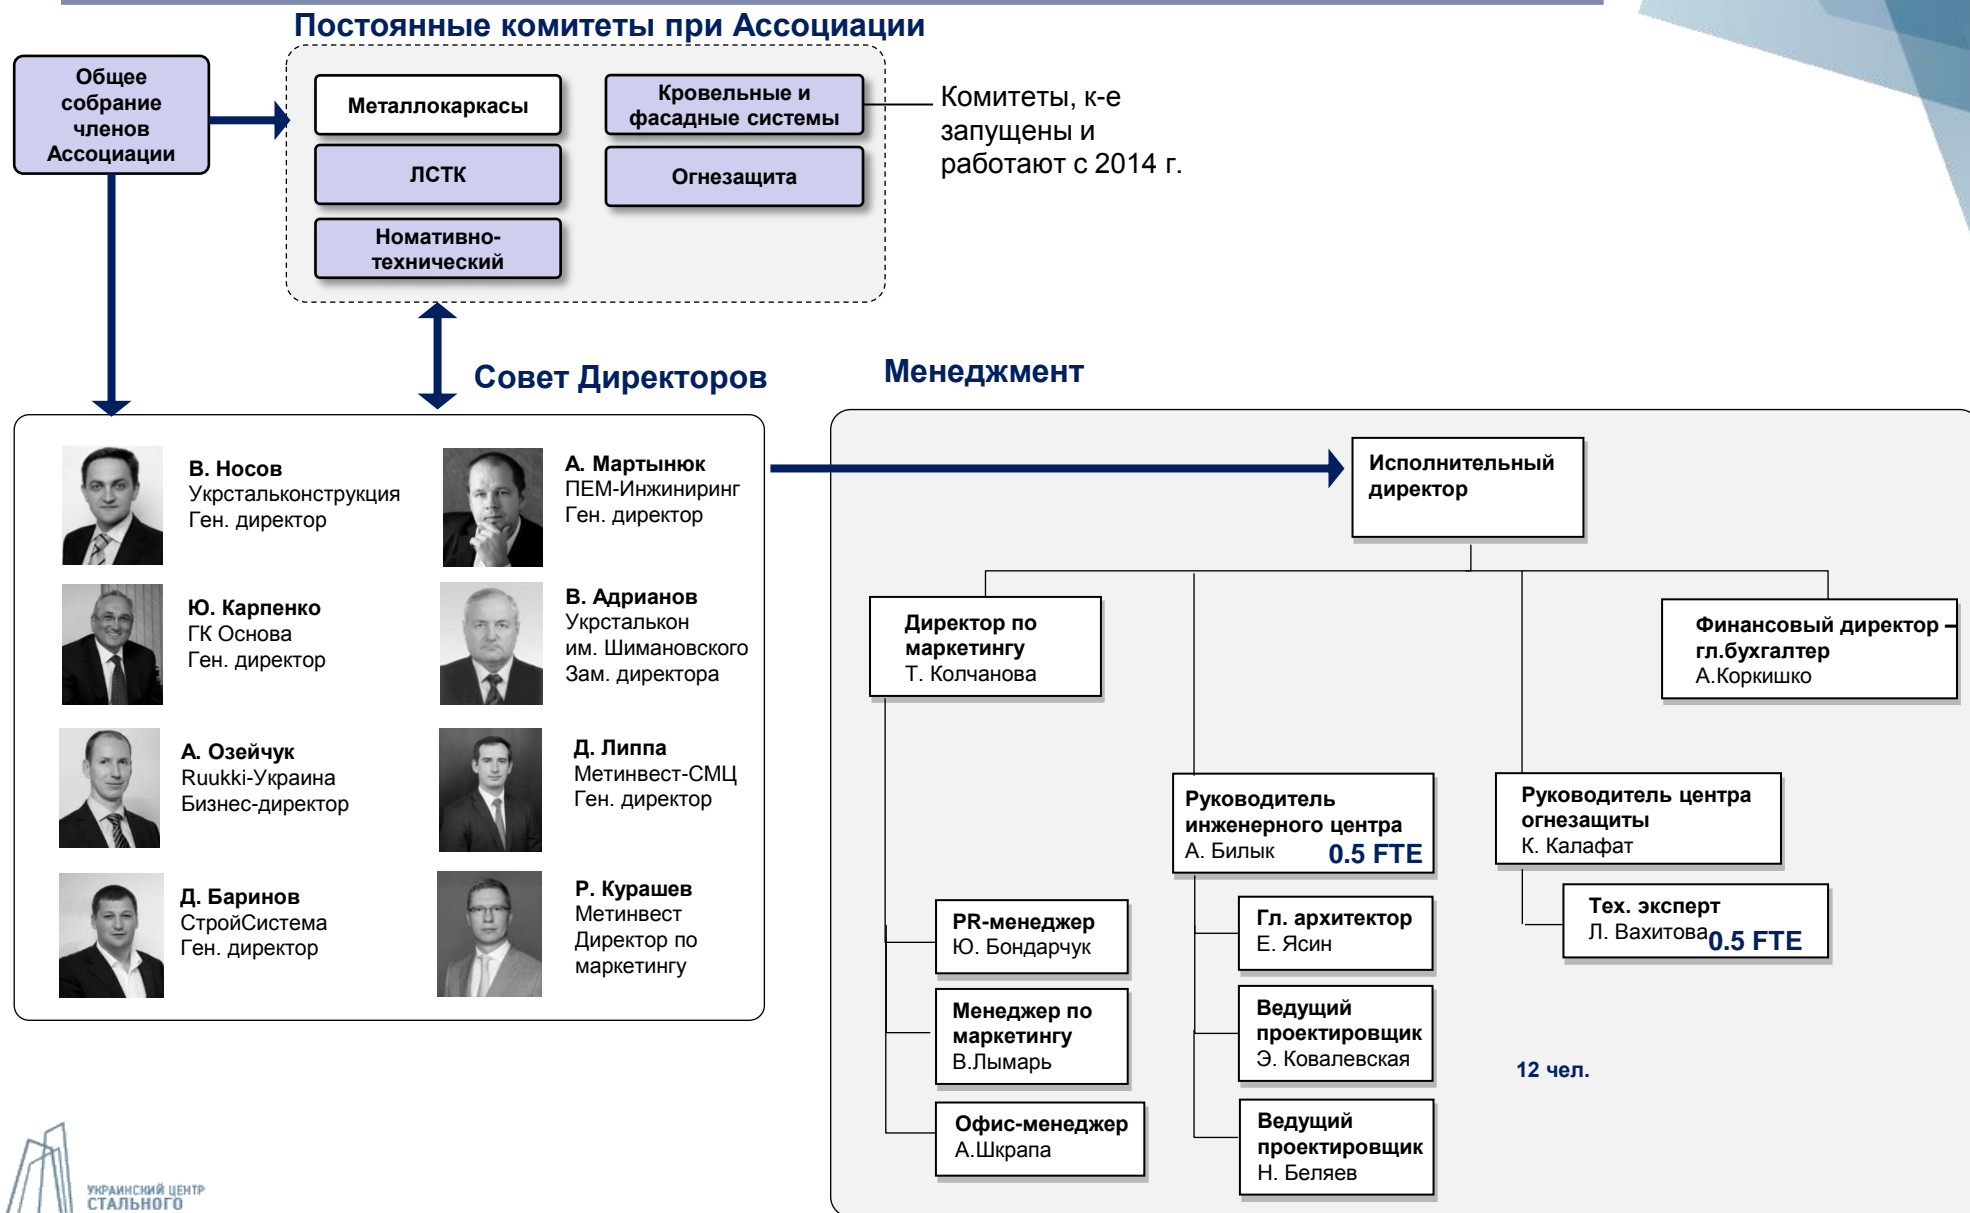 Постоянные комитеты при Ассоциации
Общее
собрание
членов
Ассоциации
Металлокаркасы
ЛСТК
Номативно-
технический
Кровельные и
фасадные системы
Огнезащита
Комитеты, к-е
запущены и
работают с 2014 г.
Совет Директоров
В. Носов
Укрстальконструкция
Ген. директор
А. Мартынюк
ПЕМ-Инжиниринг
Ген. директор
Ю. Карпенко
ГК Основа
Ген. директор
В. Адрианов
Укрсталькон
им. Шимановского
Зам. директора
А. Озейчук
Ruukki-Украина
Бизнес-директор
Д. Липпа
Метинвест-СМЦ
Ген. директор
Д. Баринов
СтройСистема
Ген. директор
Р. Курашев
Метинвест
Директор по
маркетингу
Менеджмент
Исполнительный
директор
Директор по
маркетингу
Т. Колчанова
PR-менеджер
Ю. Бондарчук
Менеджер по
маркетингу
В.Лымарь
Офис-менеджер
А.Шкрапа
Руководитель
инженерного центра
А. Билык 0.5 FTE
Гл. архитектор
Е. Ясин
Ведущий
проектировщик
Э. Ковалевская
Ведущий
проектировщик
Н. Беляев
Руководитель центра
огнезащиты
К. Калафат
Тех. эксперт
Л. Вахитова 0.5 FTE
Финансовый директор –
гл.бухгалтер
А.Коркишко
12 чел.
УКРАИНСКИЙ ЦЕНТР
СТАЛЬНОГО